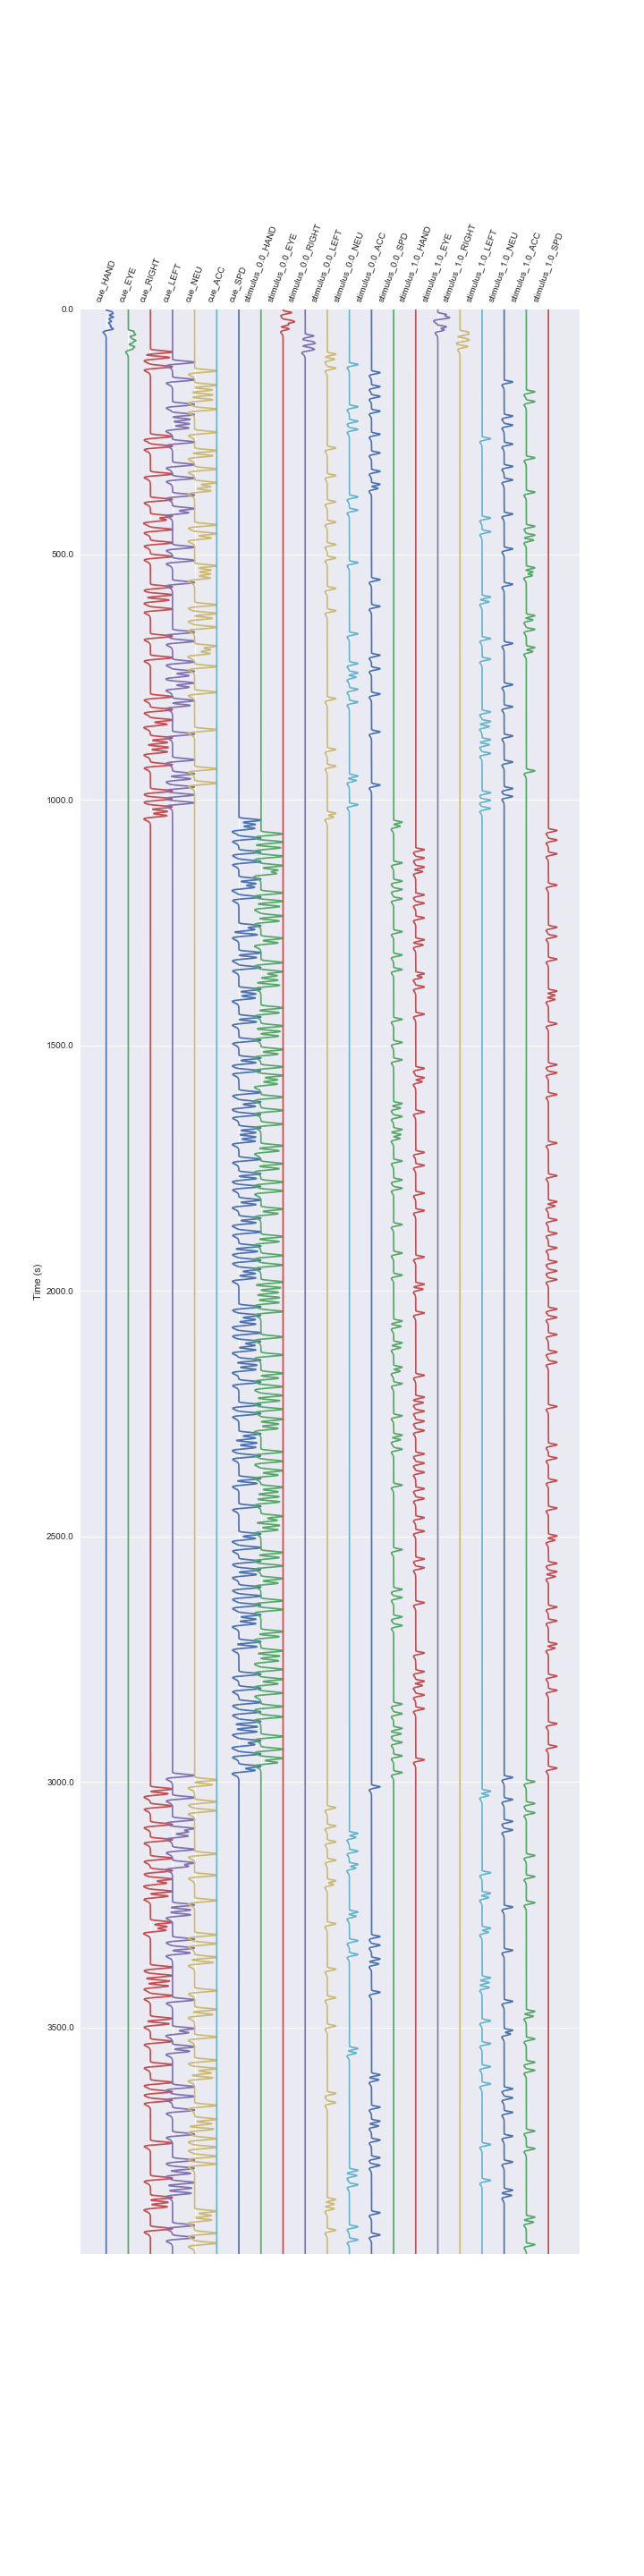 cue_HAND
cue_EYE
cue_RIGHT
cue_LEFT
cue_NEU
cue_ACC
cue_SPD
stimulus_0.0_HAND
stimulus_0.0_EYE
stimulus_0.0_RIGHT
stimulus_0.0_LEFT
stimulus_0.0_NEU
stimulus_0.0_ACC
stimulus_0.0_SPD
stimulus_1.0_HAND
stimulus_1.0_EYE
stimulus_1.0_RIGHT
stimulus_1.0_LEFT
stimulus_1.0_NEU
stimulus_1.0_ACC
stimulus_1.0_SPD
0.0
500.0
1000.0
1500.0
Time (s)
2000.0
2500.0
3000.0
3500.0